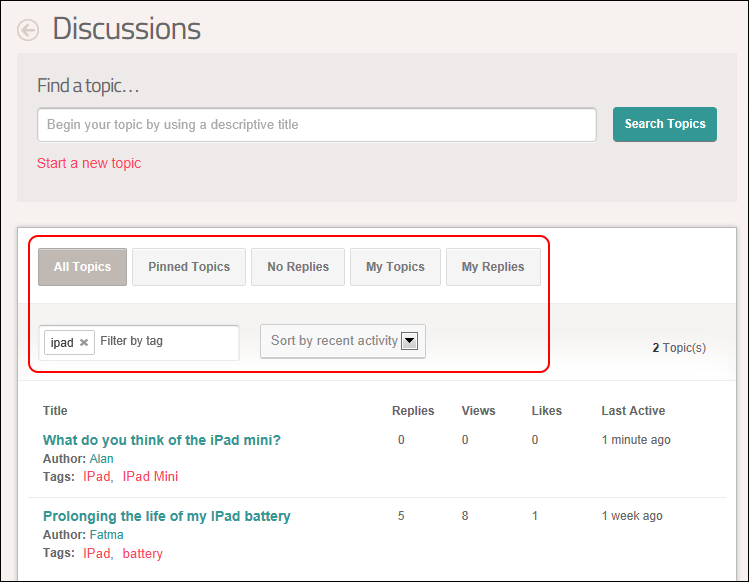 Discussions
Find a topic...
Begin your topic by using a descriptive title
Search Topics
Start a new topic
All Topics Pinned Topics No Replies My Topics My Replies
ipad × Filter by tag Sort by recent activity 2 Topic(s)
Title Replies Views Likes Last Active
What do you think of the iPad mini? 0 0 0 1 minute ago
Author: Alan
Tags: IPad, IPad Mini
Prolonging the life of my IPad battery 5 8 1 1 week ago
Author: Fatma
Tags: IPad, battery